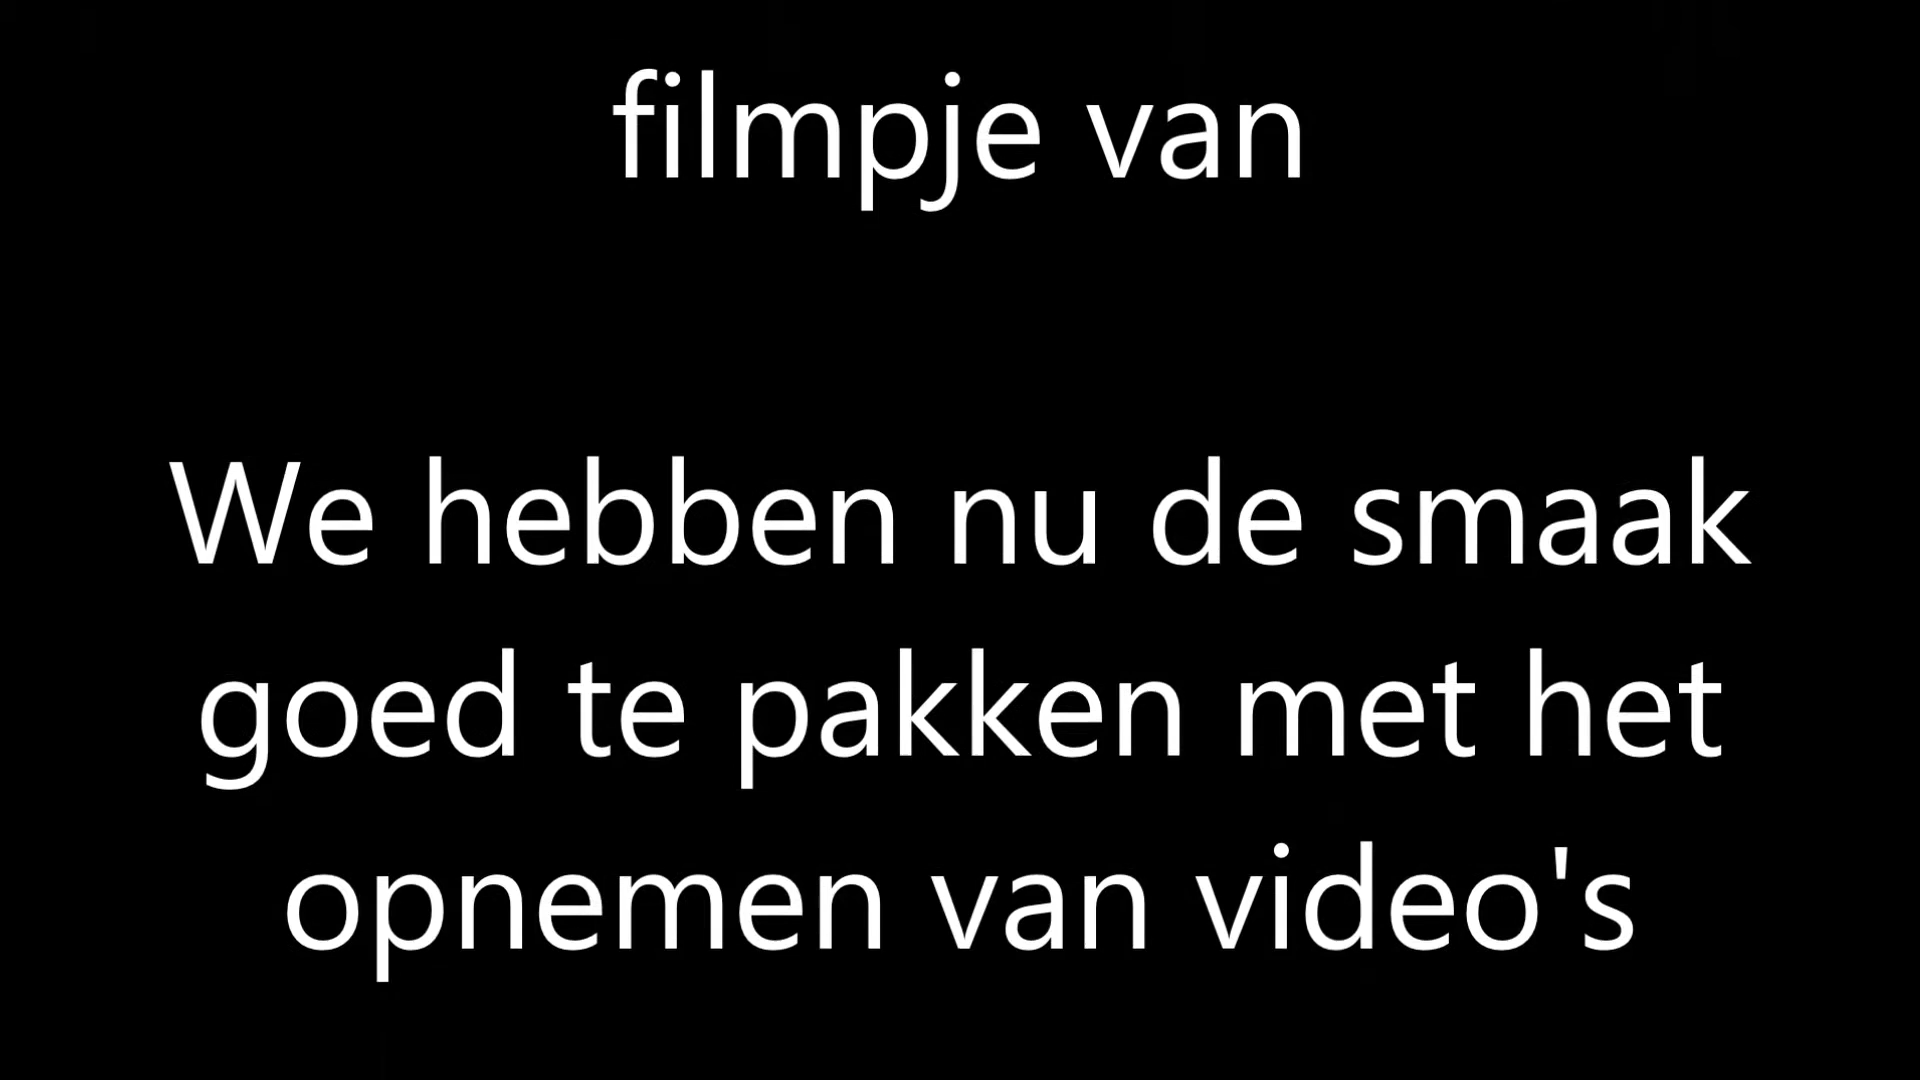 filmpje van
We hebben nu de smaak
goed te pakken met het
opnemen van video's